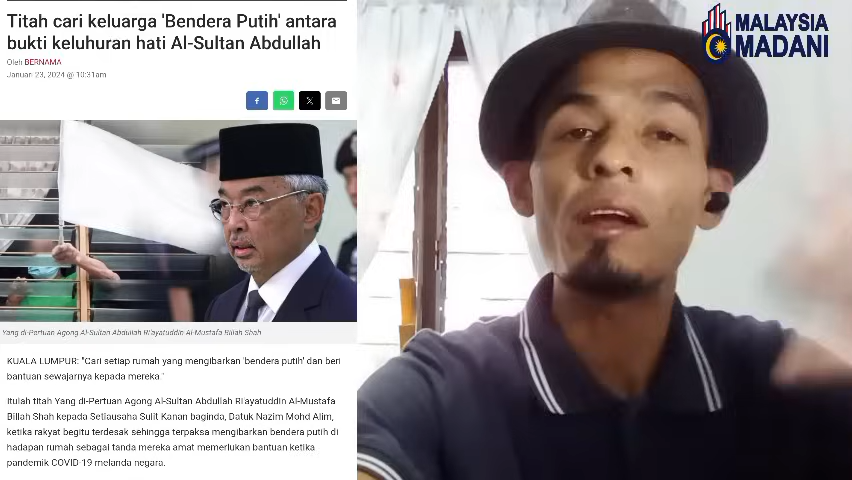 Titah cari keluarga 'Bendera Putih' antara
bukti keluhuran hati Al-Sultan Abdullah
Oleh BERNAMA
Januari 23, 2024 @ 10:31am
Yang di-Pertuan Agong Al-Sultan Abdullah Ri'ayatuddin Al-Mustafa Billah Shah
KUALA LUMPUR: "Cari setiap rumah yang mengibarkan 'bendera putih' dan beri
bantuan sewajarnya kepada mereka."
Itulah titah Yang di-Pertuan Agong Al-Sultan Abdullah Ri'ayatuddin Al-Mustafa
Billah Shah kepada Setiausaha Sulit Kanan baginda, Datuk Nazim Mohd Alim,
ketika rakyat begitu terdesak sehingga terpaksa mengibarkan bendera putih di
hadapan rumah sebagai tanda mereka amat memerlukan bantuan ketika
pandemik COVID-19 melanda negara.
MALAYSIA
MADANI